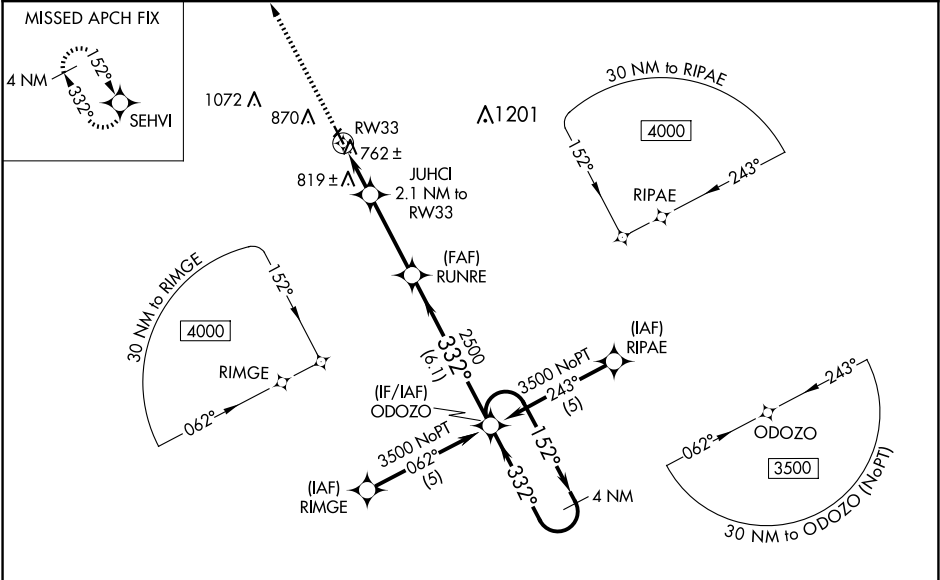 MISSED APCH FIX
152°
4 NM
332°
SEHVI
1072
870
1201
RW33
762 ±
819 ±
JUHCI
2.1 NM to
RW33
30 NM to RIPAE
4000
152°
243°
RIPAE
(FAF)
RUNRE
30 NM to RIMGE
4000
152°
RIMGE
062°
2500
332°
(6.1)
(IAF)
RIPAE
3500 NoPT
243°
(5)
(IF/IAF)
ODOZO
3500 NoPT
062°
(5)
(IAF)
RIMGE
152°
332°
4 NM
243°
062°
ODOZO
3500
30 NM to ODOZO (NoPT)